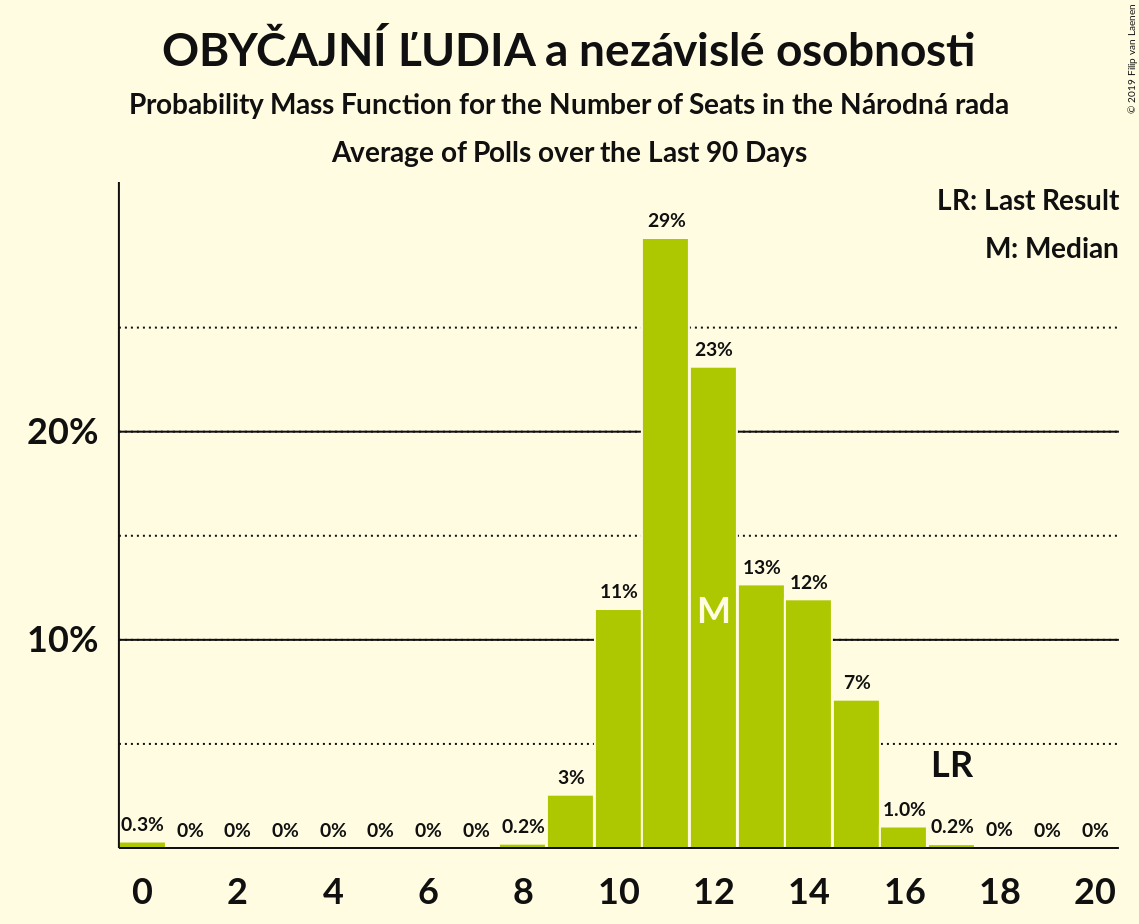 OBYČAJNÍ ĽUDIA a nezávislé osobnosti
Probability Mass Function for the Number of Seats in the Národná rada
Average of Polls over the Last 90 Days
© 2019 Filip van Laenen
LR: Last Result
M: Median
29%
23%
20%
13%
12%
11%
M
10%
7%
LR
3%
1.0%
0.3% 0% 0% 0% 0% 0% 0% 0% 0.2% 0.2% 0% 0% 0%
0 2 4 6 8 10 12 14 16 18 20